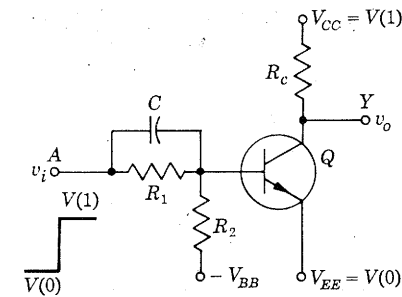 V_CC = V(1)
R_c
C
Y
v_o
A
v_i
Q
R_1
V(1)
R_2
V(0)
− V_BB
V_EE = V(0)